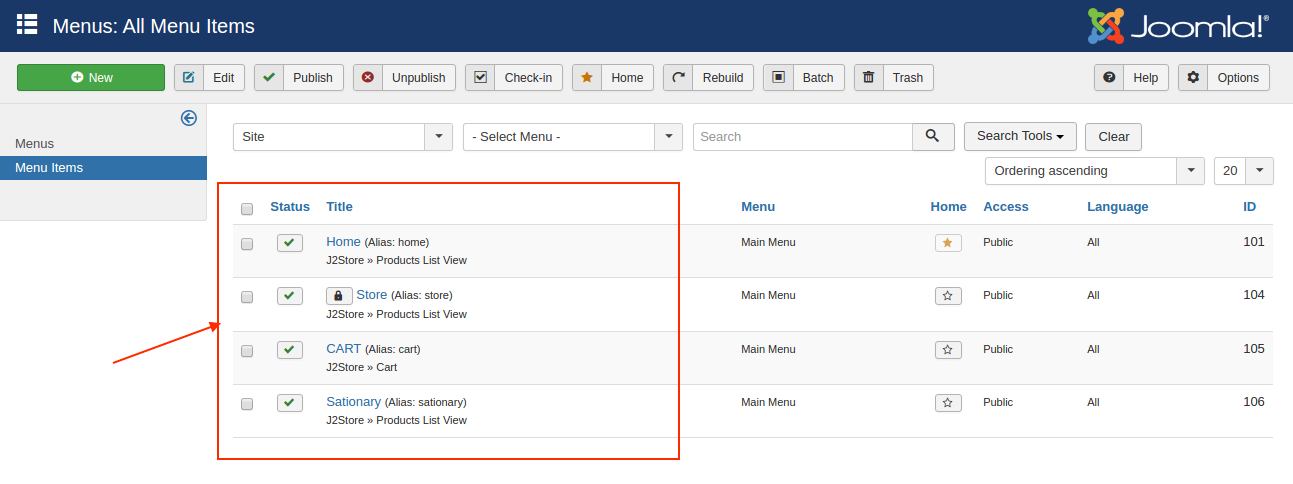 Menus: All Menu Items
Joomla!®
New Edit Publish Unpublish Check-in Home Rebuild Batch Trash Help Options
Menus
Menu Items
Site - Select Menu - Search Search Tools Clear
Ordering ascending 20
Status Title Menu Home Access Language ID
Home (Alias: home) Main Menu Public All 101
J2Store » Products List View
Store (Alias: store) Main Menu Public All 104
J2Store » Products List View
CART (Alias: cart) Main Menu Public All 105
J2Store » Cart
Sationary (Alias: sationary) Main Menu Public All 106
J2Store » Products List View